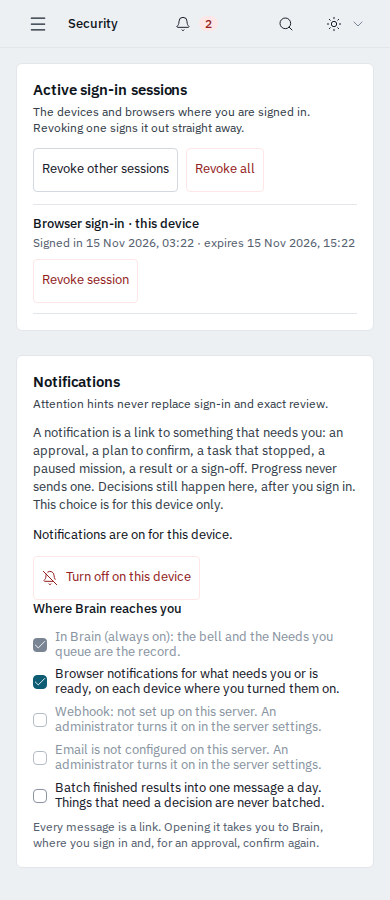 Security
2
Active sign-in sessions
The devices and browsers where you are signed in.
Revoking one signs it out straight away.
Revoke other sessions
Revoke all
Browser sign-in · this device
Signed in 15 Nov 2026, 03:22 · expires 15 Nov 2026, 15:22
Revoke session
Notifications
Attention hints never replace sign-in and exact review.
A notification is a link to something that needs you: an
approval, a plan to confirm, a task that stopped, a
paused mission, a result or a sign-off. Progress never
sends one. Decisions still happen here, after you sign in.
This choice is for this device only.
Notifications are on for this device.
Turn off on this device
Where Brain reaches you
In Brain (always on): the bell and the Needs you
queue are the record.
Browser notifications for what needs you or is
ready, on each device where you turned them on.
Webhook: not set up on this server. An
administrator turns it on in the server settings.
Email is not configured on this server. An
administrator turns it on in the server settings.
Batch finished results into one message a day.
Things that need a decision are never batched.
Every message is a link. Opening it takes you to Brain,
where you sign in and, for an approval, confirm again.